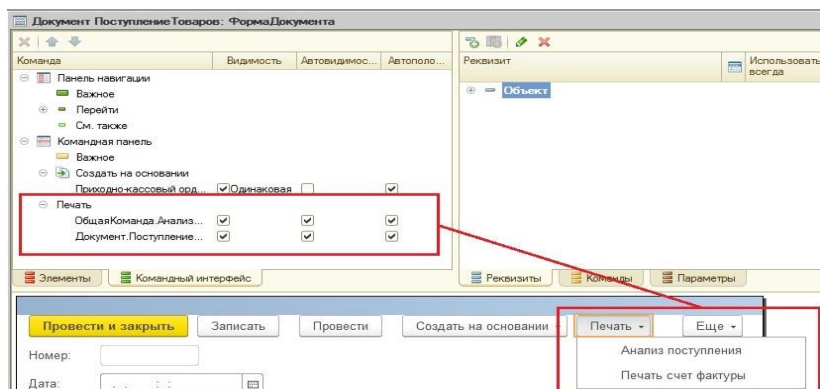 Документ ПоступлениеТоваров: ФормаДокумента
Команда Видимость Автовидимос... Автополо...
Панель навигации
Важное
Перейти
См. также
Командная панель
Важное
Создать на основании
Приходно-кассовый орд... Одинаковая
Печать
ОбщаяКоманда.Анализ...
Документ.Поступление...
Элементы Командный интерфейс
Реквизит Использовать всегда
Объект
Реквизиты Команды Параметры
Провести и закрыть Записать Провести Создать на основании Печать Еще
Номер:
Дата: . . : :
Анализ поступления
Печать счет фактуры